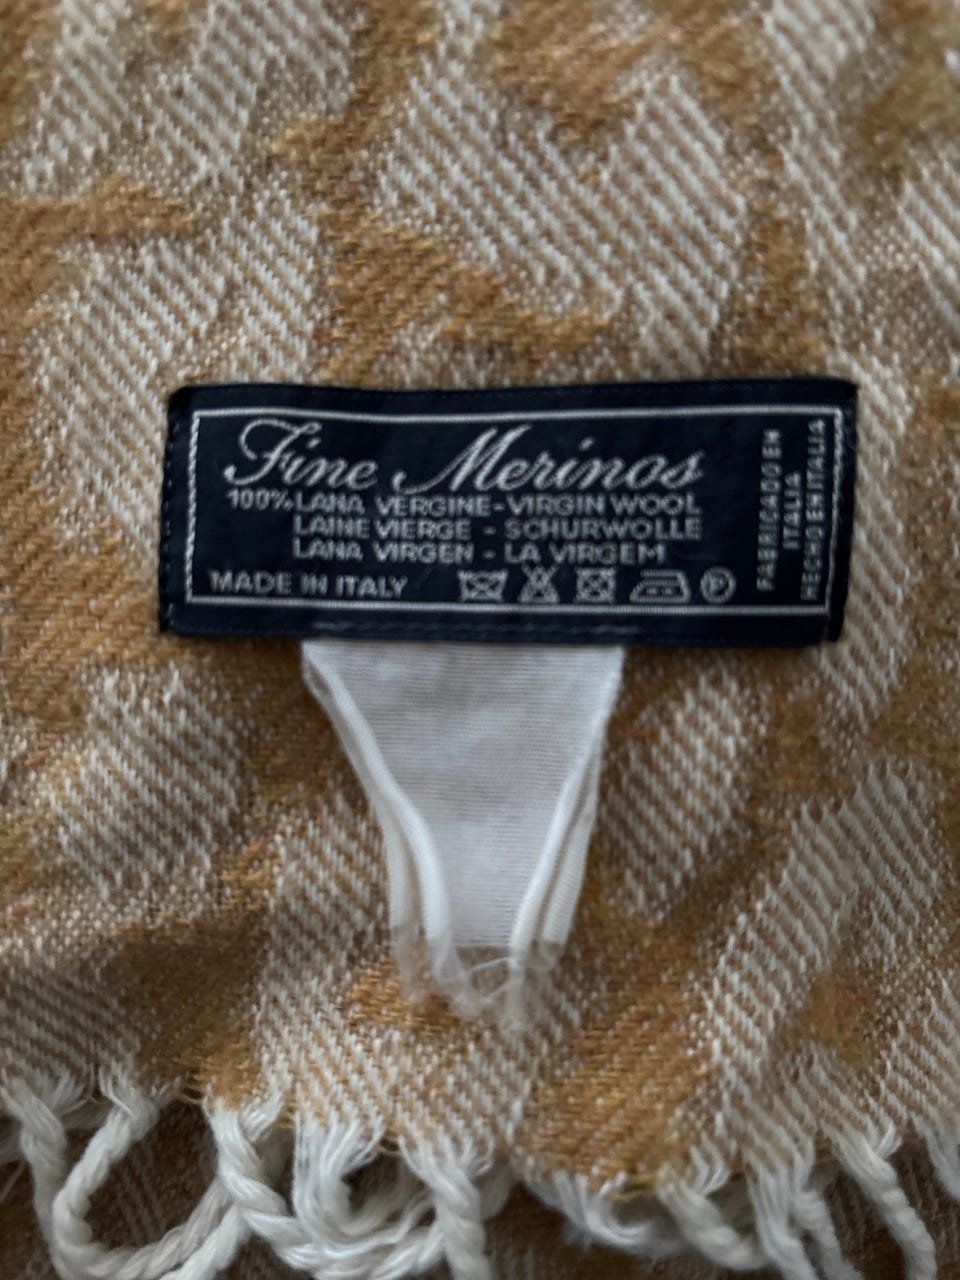 Fine Merinos
100% LANA VERGINE - VIRGIN WOOL
LAINE VIERGE - SCHURWOLLE
LANA VIRGEN - LA VIRGEM
MADE IN ITALY
P
FABRICADO EN
ITALIA
HECHO EN ITALIA